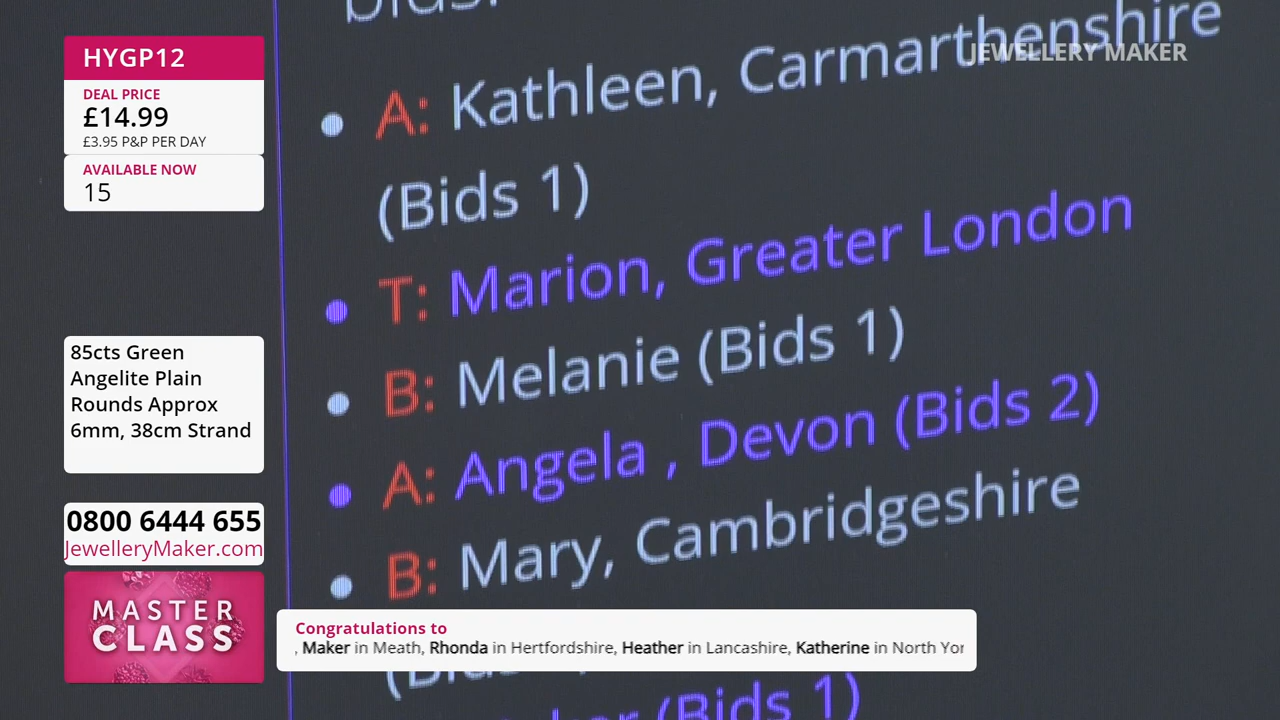 HYGP12
DEAL PRICE
£14.99
£3.95 P&P PER DAY
AVAILABLE NOW
15
85cts Green
Angelite Plain
Rounds Approx
6mm, 38cm Strand
0800 6444 655
JewelleryMaker.com
MASTER
CLASS
JEWELLERY MAKER
bids.
• A: Kathleen, Carmarthenshire
(Bids 1)
• T: Marion, Greater London
• B: Melanie (Bids 1)
• A: Angela , Devon (Bids 2)
• B: Mary, Cambridgeshire
(Bids 1)
Congratulations to
, Maker in Meath, Rhonda in Hertfordshire, Heather in Lancashire, Katherine in North Yor